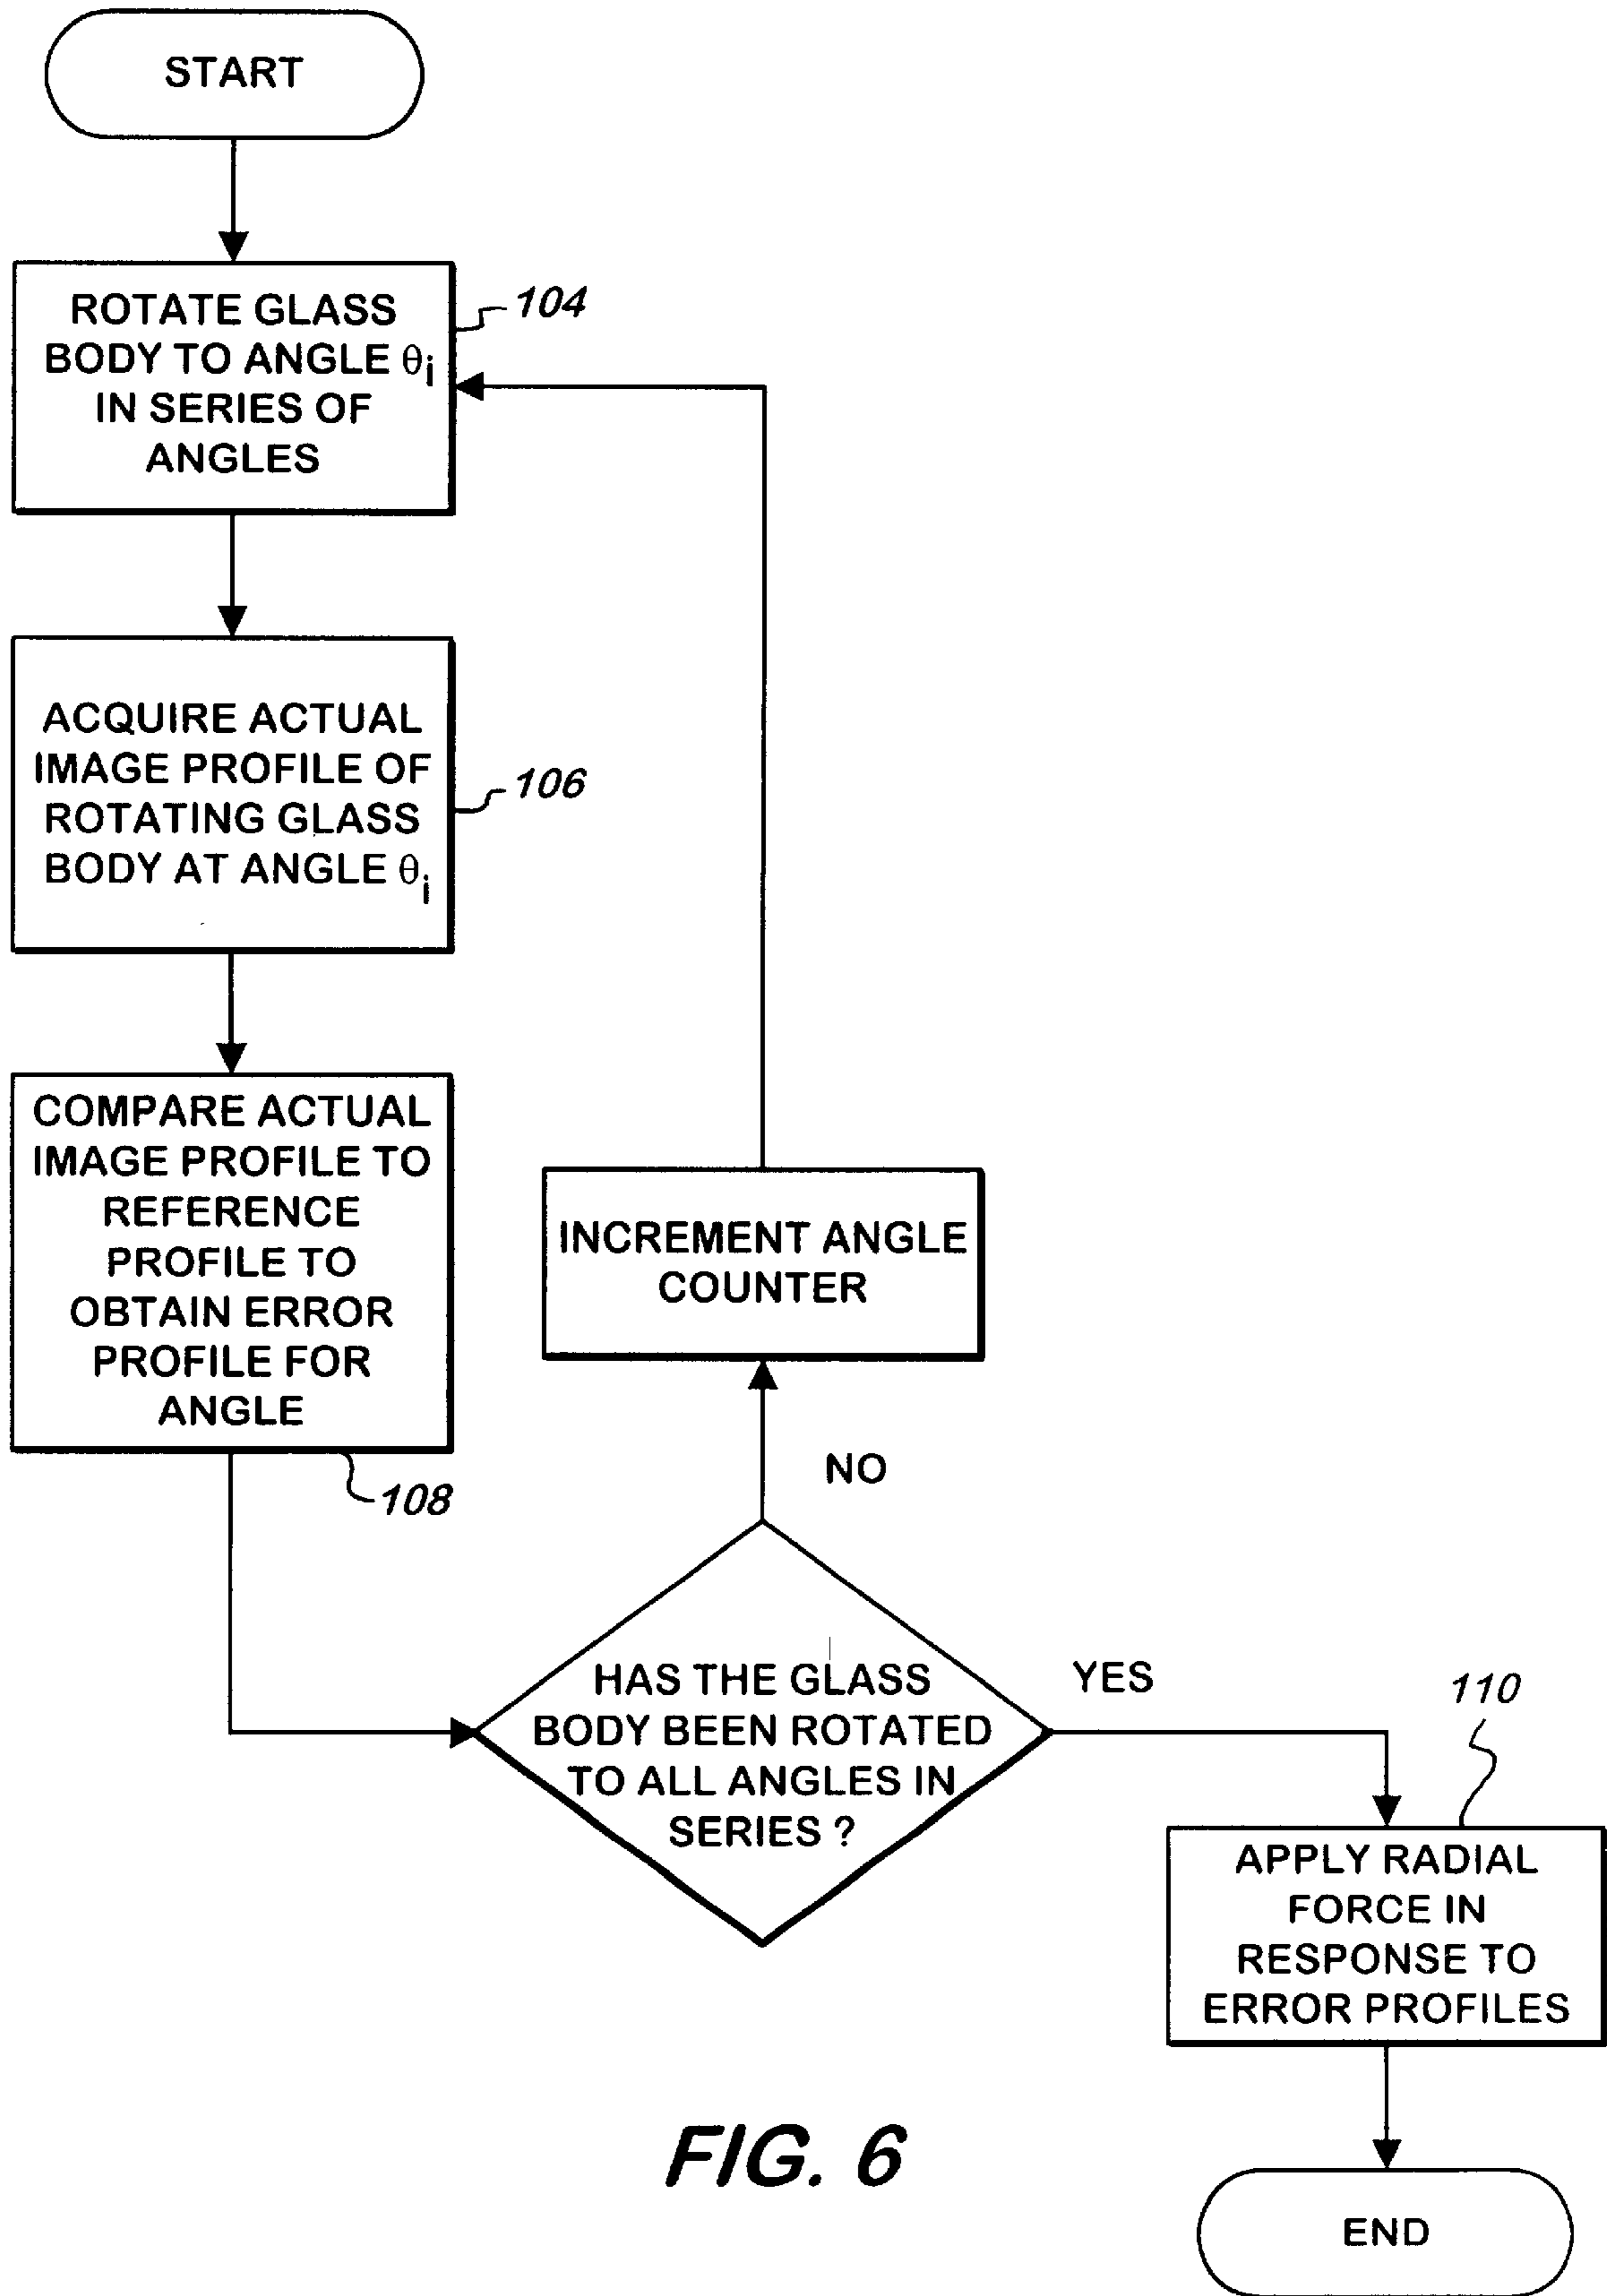 START
ROTATE GLASS
BODY TO ANGLE θi
IN SERIES OF
ANGLES
104
ACQUIRE ACTUAL
IMAGE PROFILE OF
ROTATING GLASS
BODY AT ANGLE θi
106
COMPARE ACTUAL
IMAGE PROFILE TO
REFERENCE
PROFILE TO
OBTAIN ERROR
PROFILE FOR
ANGLE
108
INCREMENT ANGLE
COUNTER
NO
HAS THE GLASS
BODY BEEN ROTATED
TO ALL ANGLES IN
SERIES ?
YES
110
APPLY RADIAL
FORCE IN
RESPONSE TO
ERROR PROFILES
END
FIG. 6